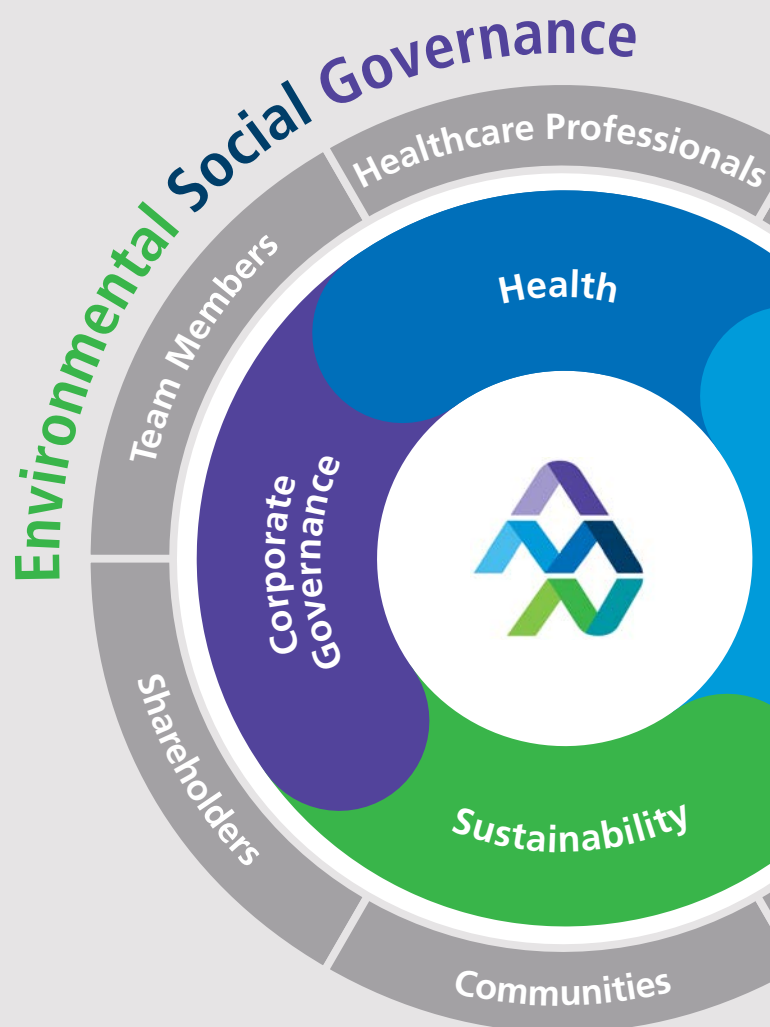 Environmental Social Governance
Healthcare Professionals
Team Members
Shareholders
Communities
Health
Corporate
Governance
Sustainability